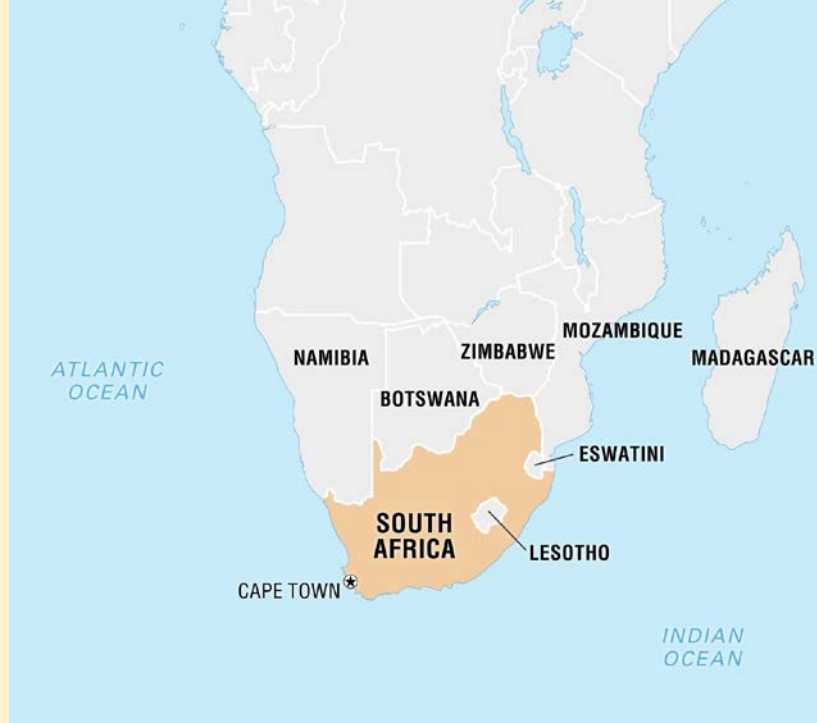 ATLANTIC
OCEAN
NAMIBIA
BOTSWANA
ZIMBABWE
MOZAMBIQUE
MADAGASCAR
ESWATINI
SOUTH
AFRICA
LESOTHO
CAPE TOWN
INDIAN
OCEAN